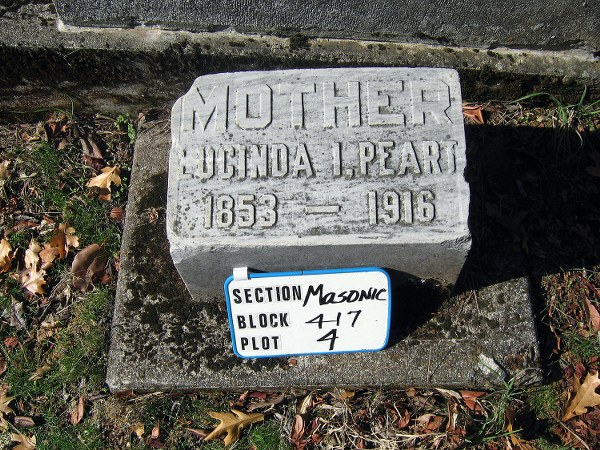 MOTHER
LUCINDA I. PEART
1853 — 1916
SECTION MASONIC
BLOCK 417
PLOT 4